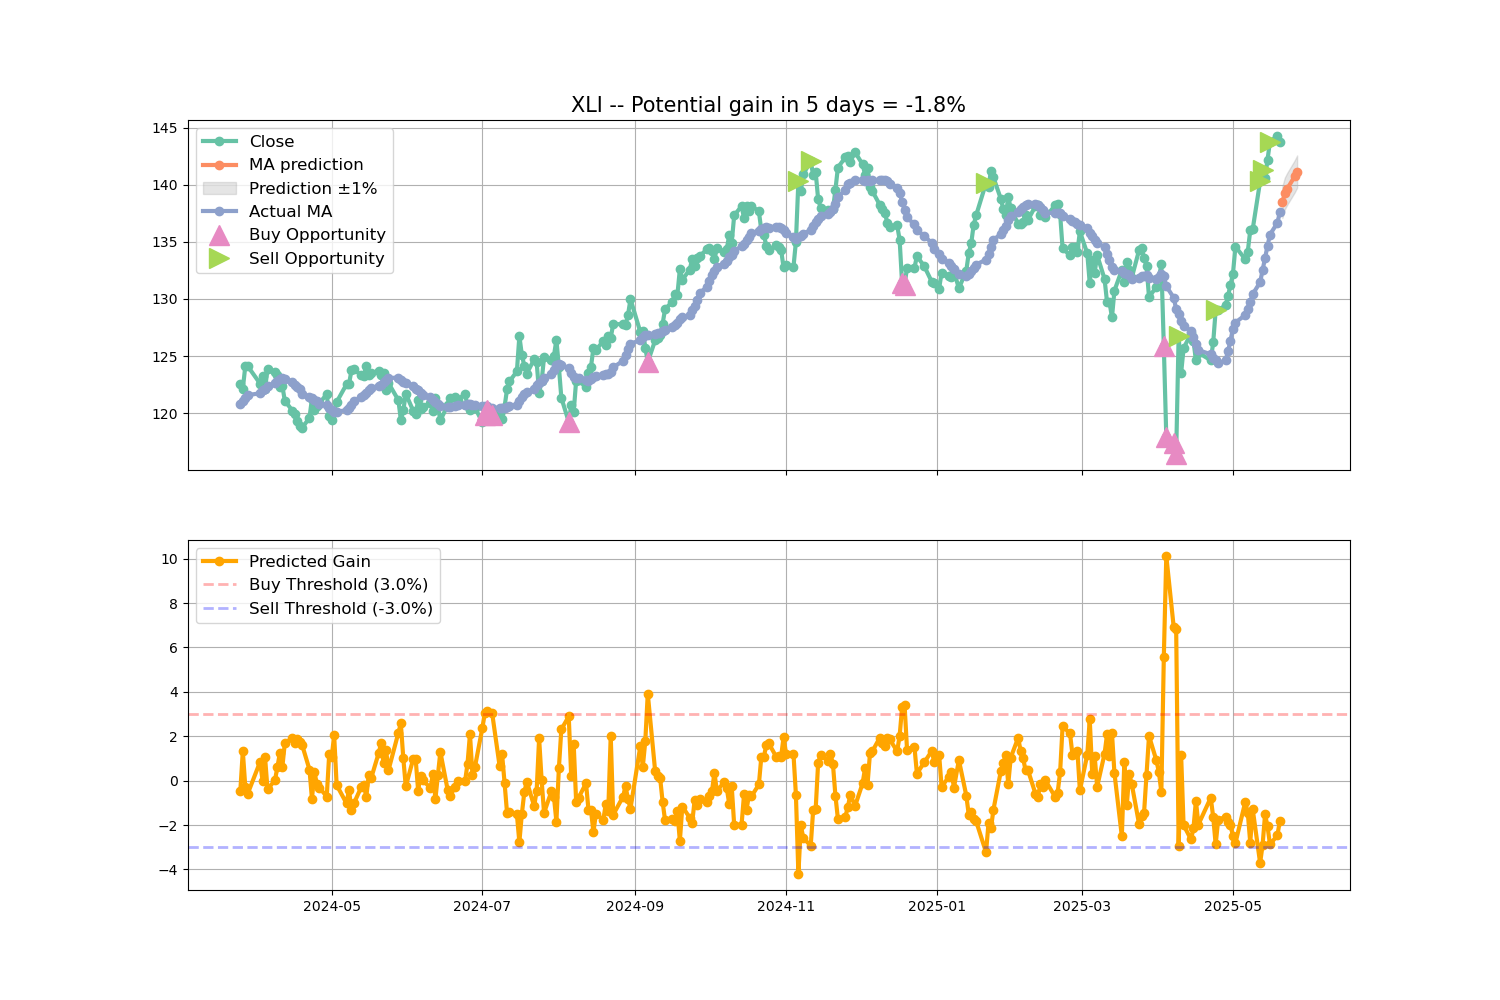 XLI -- Potential gain in 5 days = -1.8%
145
140
135
130
125
120
Close
MA prediction
Prediction ±1%
Actual MA
Buy Opportunity
Sell Opportunity
10
8
6
4
2
0
−2
−4
Predicted Gain
Buy Threshold (3.0%)
Sell Threshold (-3.0%)
2024-05
2024-07
2024-09
2024-11
2025-01
2025-03
2025-05